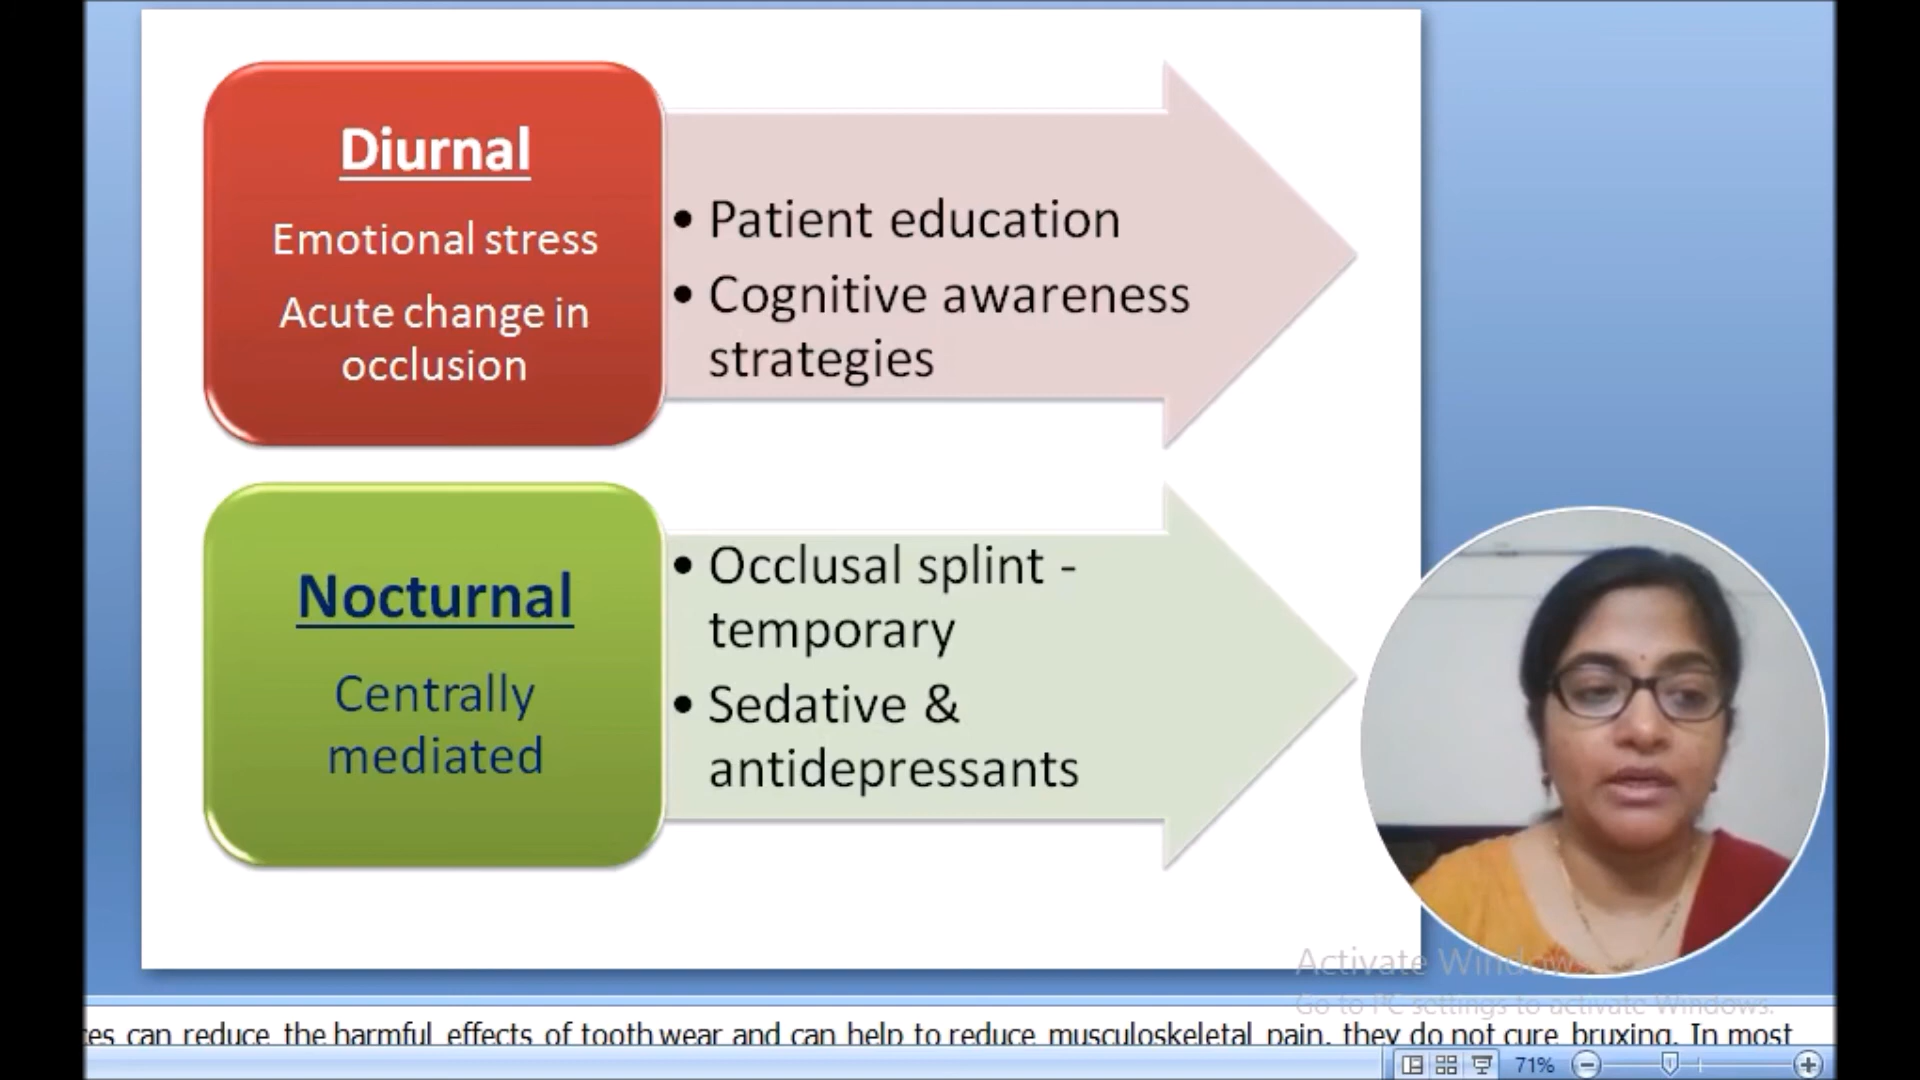 Diurnal
Emotional stress
Acute change in
occlusion
• Patient education
• Cognitive awareness
strategies
Nocturnal
Centrally
mediated
• Occlusal splint -
temporary
• Sedative &
antidepressants
Activate Windows
Go to PC settings to activate Windows.
can reduce the harmful effects of tooth wear and can help to reduce musculoskeletal pain, they do not cure bruxing. In most
71%